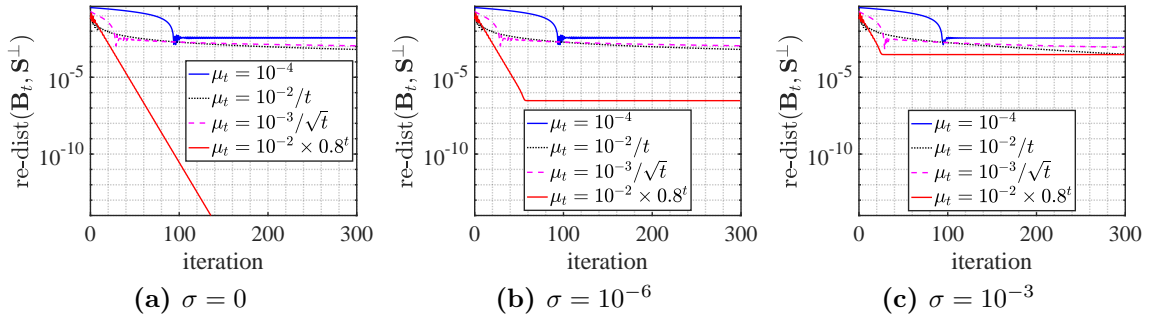 re-dist(B_t, S^⊥)
10^{-5}
10^{-10}
μ_t = 10^{-4}
μ_t = 10^{-2}/t
μ_t = 10^{-3}/√t
μ_t = 10^{-2} × 0.8^t
0 100 200 300
iteration
(a) σ = 0
re-dist(B_t, S^⊥)
10^{-5}
10^{-10}
μ_t = 10^{-4}
μ_t = 10^{-2}/t
μ_t = 10^{-3}/√t
μ_t = 10^{-2} × 0.8^t
0 100 200 300
iteration
(b) σ = 10^{-6}
re-dist(B_t, S^⊥)
10^{-5}
10^{-10}
μ_t = 10^{-4}
μ_t = 10^{-2}/t
μ_t = 10^{-3}/√t
μ_t = 10^{-2} × 0.8^t
0 100 200 300
iteration
(c) σ = 10^{-3}